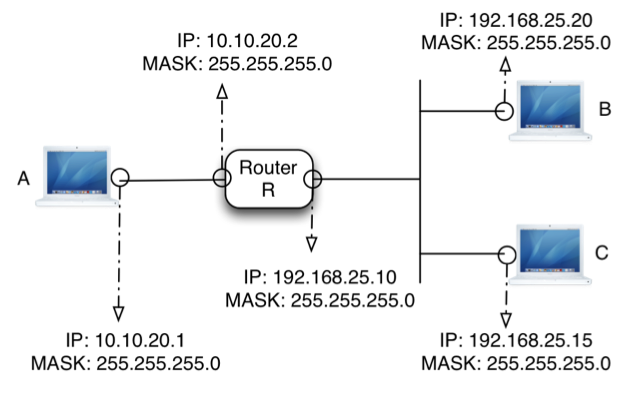 IP: 10.10.20.2
MASK: 255.255.255.0
IP: 192.168.25.20
MASK: 255.255.255.0
B
A
Router
R
C
IP: 192.168.25.10
MASK: 255.255.255.0
IP: 10.10.20.1
MASK: 255.255.255.0
IP: 192.168.25.15
MASK: 255.255.255.0